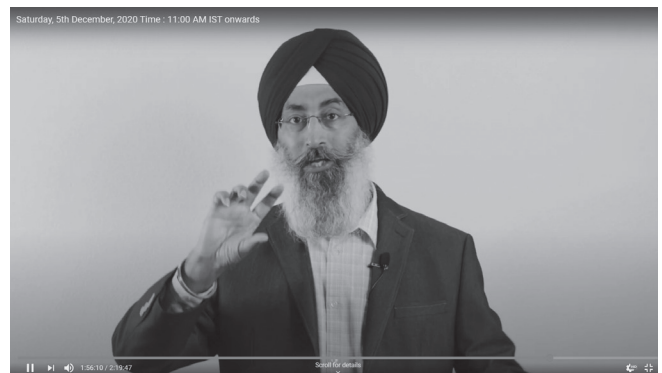 Saturday, 5th December, 2020 Time : 11:00 AM IST onwards
1:56:10 / 2:19:47
Scroll for details